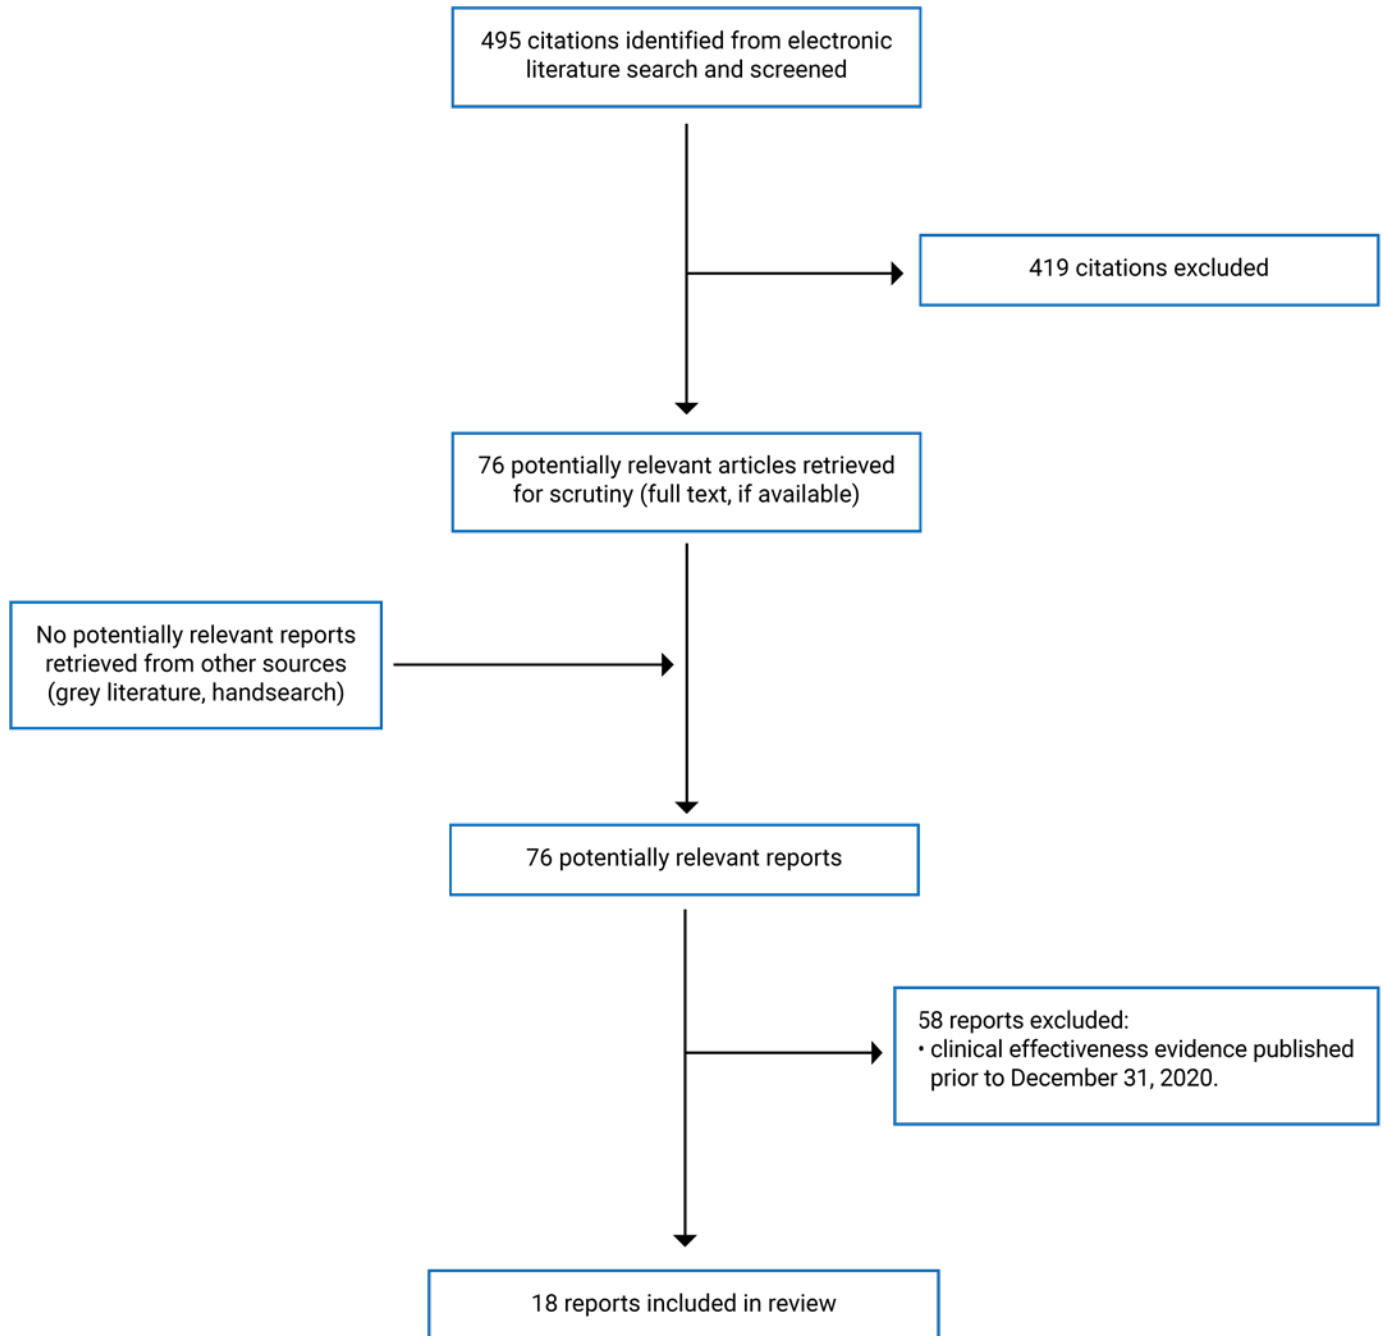 495 citations identified from electronic
literature search and screened
419 citations excluded
76 potentially relevant articles retrieved
for scrutiny (full text, if available)
No potentially relevant reports
retrieved from other sources
(grey literature, handsearch)
76 potentially relevant reports
58 reports excluded:
• clinical effectiveness evidence published
prior to December 31, 2020.
18 reports included in review